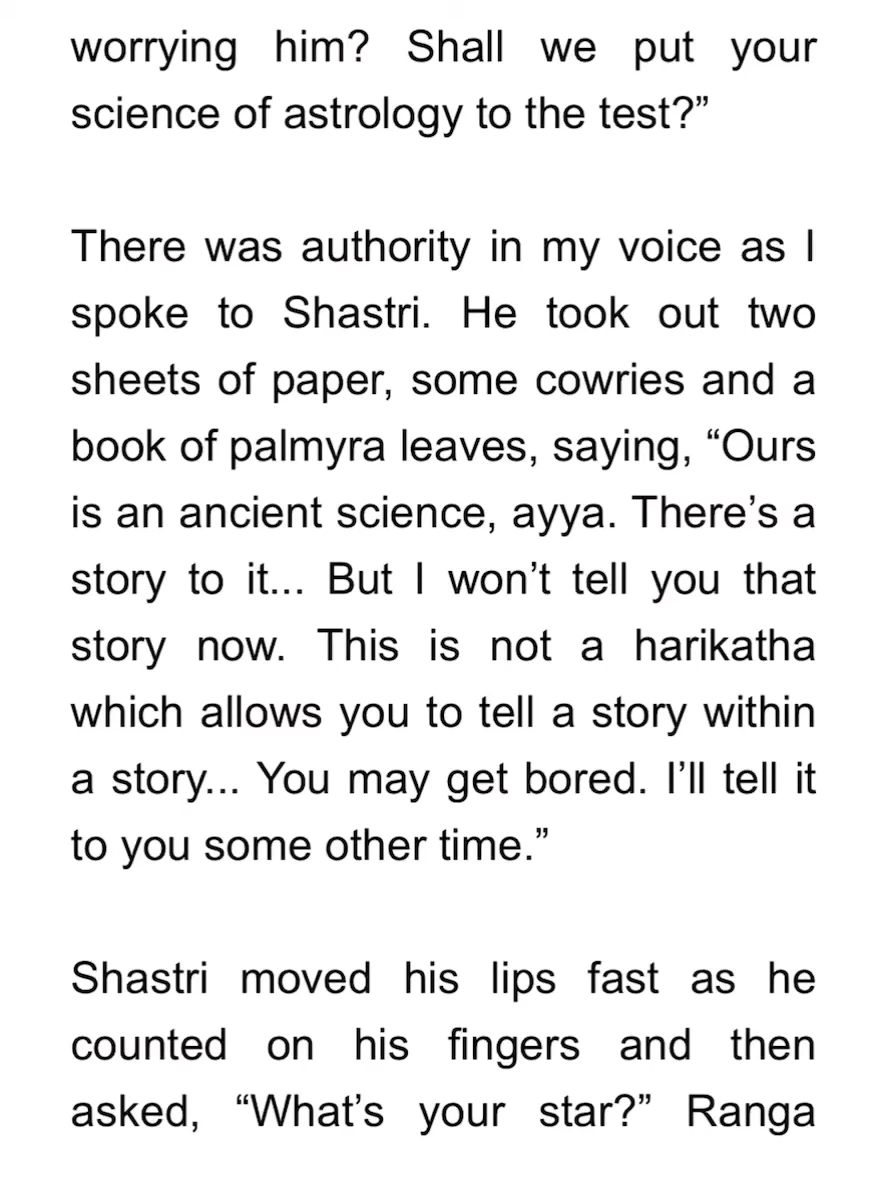 worrying him? Shall we put your
science of astrology to the test?”
There was authority in my voice as I
spoke to Shastri. He took out two
sheets of paper, some cowries and a
book of palmyra leaves, saying, “Ours
is an ancient science, ayya. There’s a
story to it... But I won’t tell you that
story now. This is not a harikatha
which allows you to tell a story within
a story... You may get bored. I’ll tell it
to you some other time.”
Shastri moved his lips fast as he
counted on his fingers and then
asked, “What’s your star?” Ranga